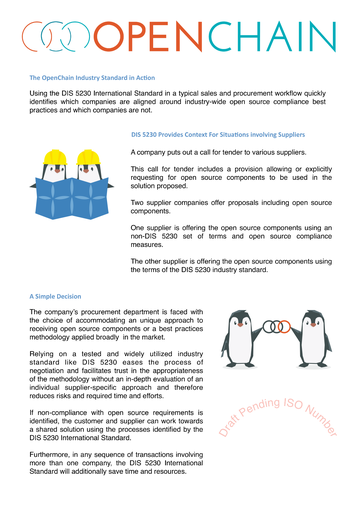 OPENCHAIN
The OpenChain Industry Standard in Action
Using the DIS 5230 International Standard in a typical sales and procurement workflow quickly
identifies which companies are aligned around industry-wide open source compliance best
practices and which companies are not.
DIS 5230 Provides Context For Situations involving Suppliers
A company puts out a call for tender to various suppliers.
This call for tender includes a provision allowing or explicitly
requesting for open source components to be used in the
solution proposed.
Two supplier companies offer proposals including open source
components.
One supplier is offering the open source components using an
non-DIS 5230 set of terms and open source compliance
measures.
The other supplier is offering the open source components using
the terms of the DIS 5230 industry standard.
A Simple Decision
The company's procurement department is faced with
the choice of accommodating an unique approach to
receiving open source components or a best practices
methodology applied broadly in the market.
Relying on a tested and widely utilized industry
standard like DIS 5230 eases the process of
negotiation and facilitates trust in the appropriateness
of the methodology without an in-depth evaluation of an
individual supplier-specific approach and therefore
reduces risks and required time and efforts.
If non-compliance with open source requirements is
identified, the customer and supplier can work towards
a shared solution using the processes identified by the
DIS 5230 International Standard.
Furthermore, in any sequence of transactions involving
more than one company, the DIS 5230 International
Standard will additionally save time and resources.
Draft Pending ISO Number